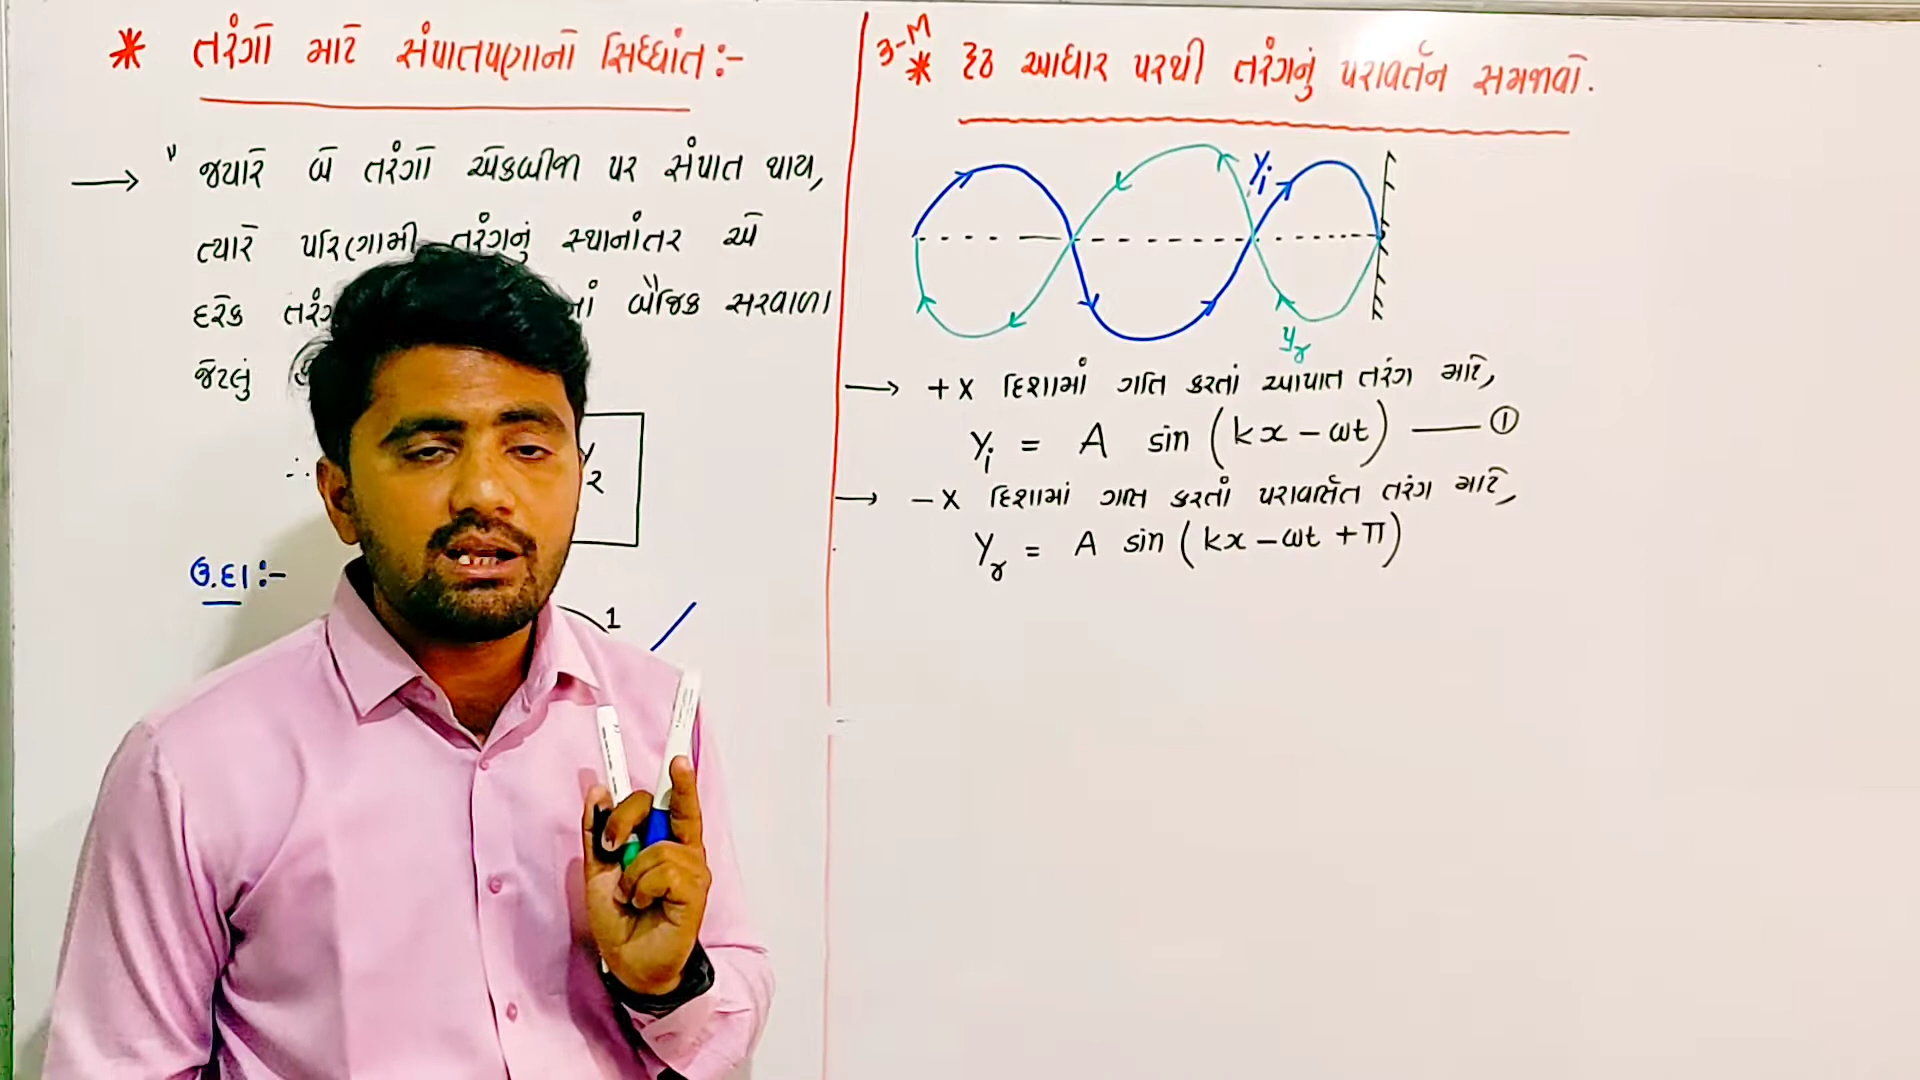 * તરંગો માટે સંપાતપણાનો સિદ્ધાંત :-
→ " જ્યારે બે તરંગો એકબીજા પર સંપાત થાય,
ત્યારે પરિણામી તરંગનું સ્થાનાંતર એ
દરેક તરંગ બૈજિક સરવાળા
જેટલું
∴ 2
ઉ.દા :-
1
3-M
* દૃઢ આધાર પરથી તરંગનું પરાવર્તન સમજાવો.
Yi
yr
→ + x દિશામાં ગતિ કરતાં આપાત તરંગ માટે,
Yi = A sin (kx - ωt) —— ①
→ - x દિશામાં ગતિ કરતાં પરાવર્તિત તરંગ માટે,
Yr = A sin (kx - ωt + π)